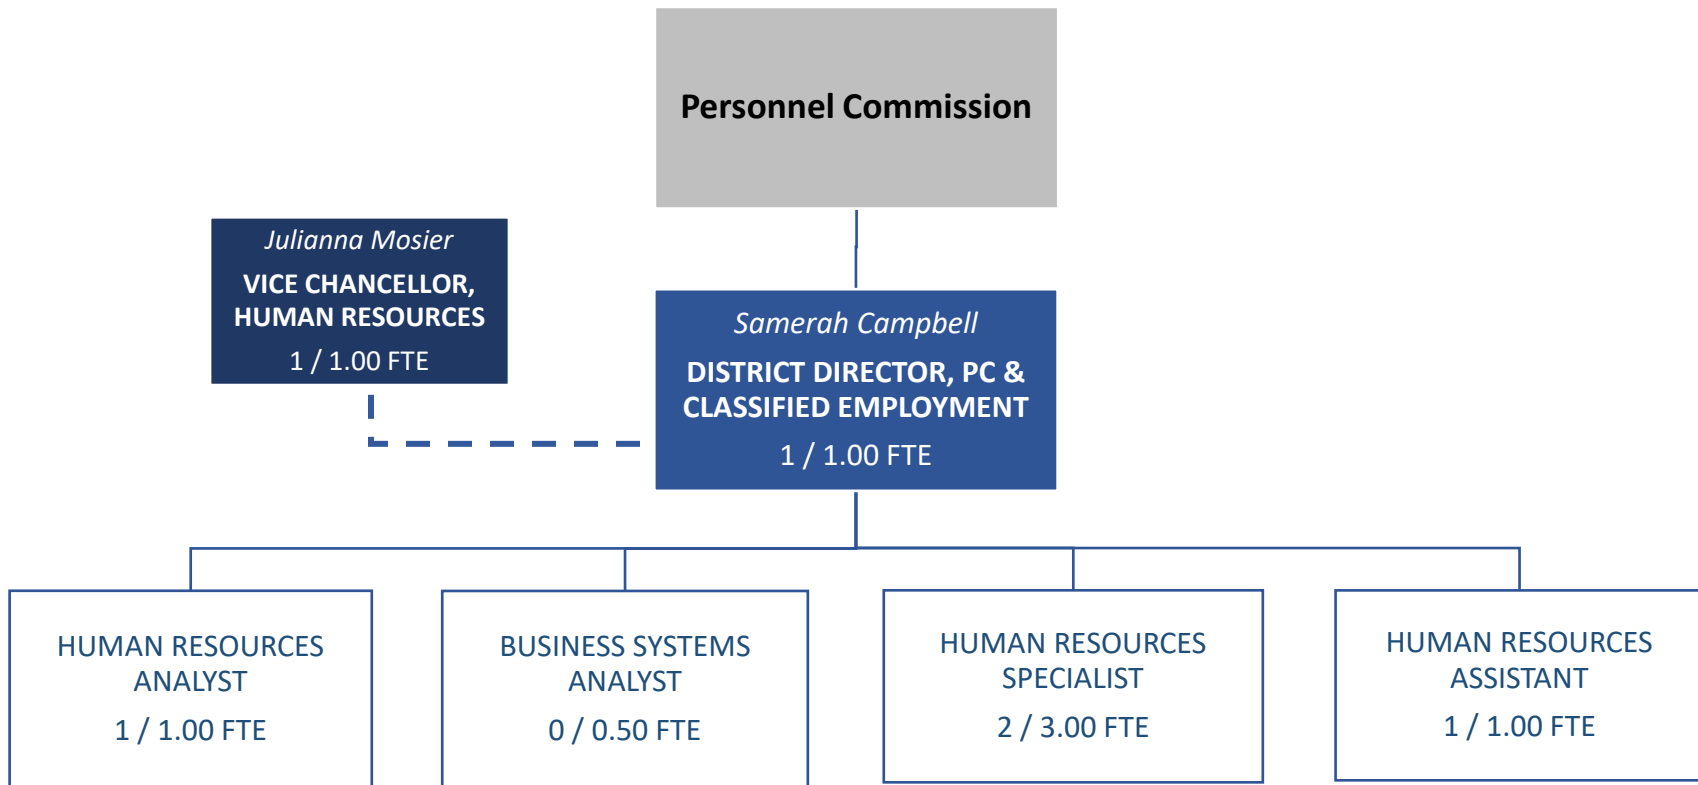 Personnel Commission
Julianna Mosier
VICE CHANCELLOR,
HUMAN RESOURCES
1 / 1.00 FTE
Samerah Campbell
DISTRICT DIRECTOR, PC &
CLASSIFIED EMPLOYMENT
1 / 1.00 FTE
HUMAN RESOURCES
ANALYST
1 / 1.00 FTE
BUSINESS SYSTEMS
ANALYST
0 / 0.50 FTE
HUMAN RESOURCES
SPECIALIST
2 / 3.00 FTE
HUMAN RESOURCES
ASSISTANT
1 / 1.00 FTE